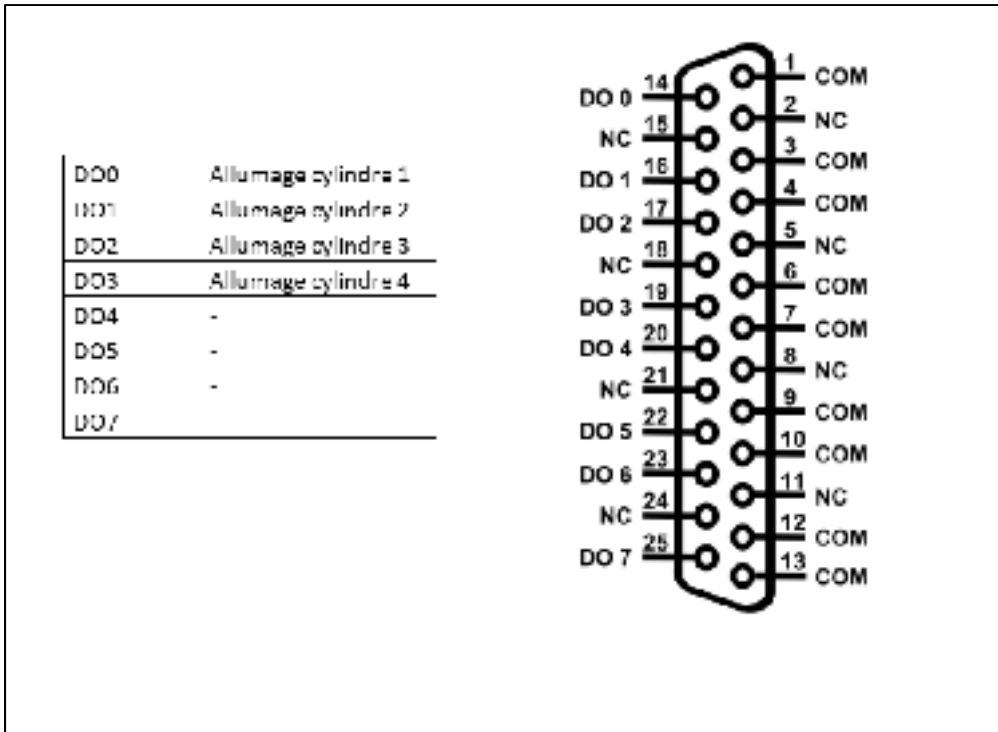 DO0 Allumage cylindre 1
DO1 Allumage cylindre 2
DO2 Allumage cylindre 3
DO3 Allumage cylindre 4
DO4 -
DO5 -
DO6 -
DO7
1 COM
14 DO 0
2 NC
15 NC
3 COM
16 DO 1
4 COM
17 DO 2
5 NC
18 NC
6 COM
19 DO 3
7 COM
20 DO 4
8 NC
21 NC
9 COM
22 DO 5
10 COM
23 DO 6
11 NC
24 NC
12 COM
25 DO 7
13 COM